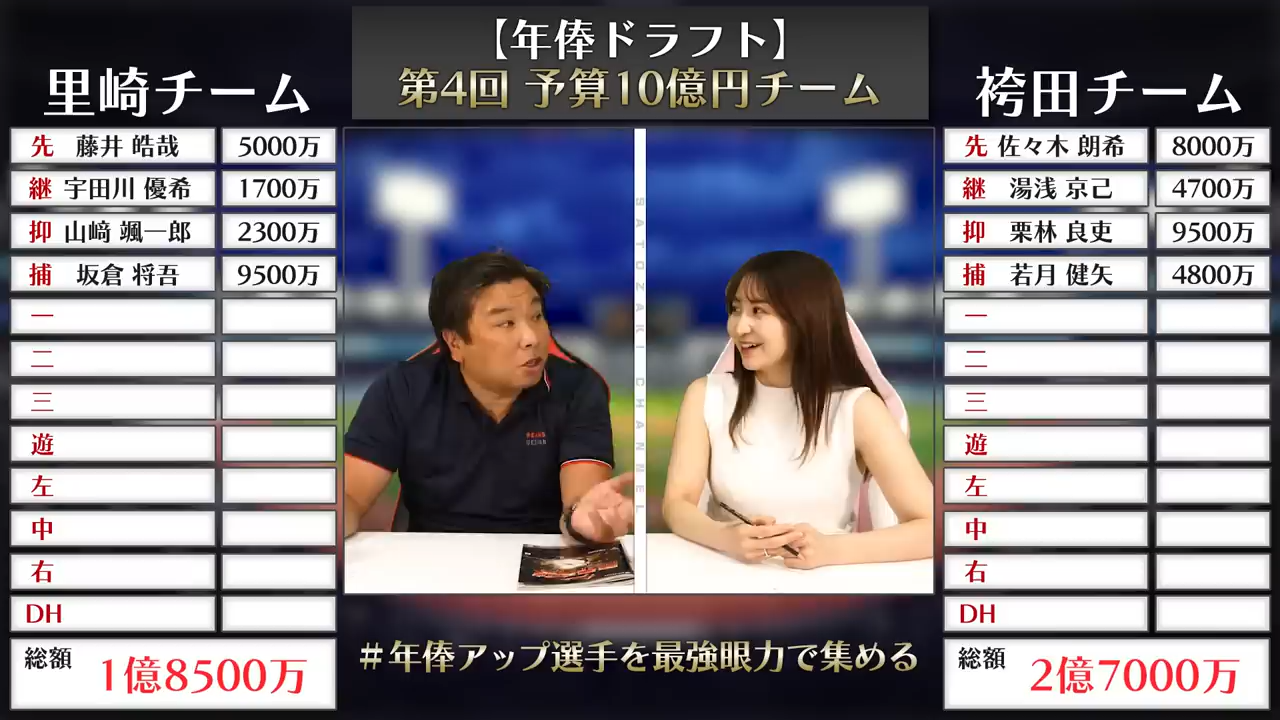 【年俸ドラフト】
第4回 予算10億円チーム
里崎チーム
先 藤井 皓哉 5000万
継 宇田川 優希 1700万
抑 山﨑 颯一郎 2300万
捕 坂倉 将吾 9500万
一
二
三
遊
左
中
右
DH
総額 1億8500万
SATOZAKI CHANNEL
袴田チーム
先 佐々木 朗希 8000万
継 湯浅 京己 4700万
抑 栗林 良吏 9500万
捕 若月 健矢 4800万
一
二
三
遊
左
中
右
DH
総額 2億7000万
＃年俸アップ選手を最強眼力で集める